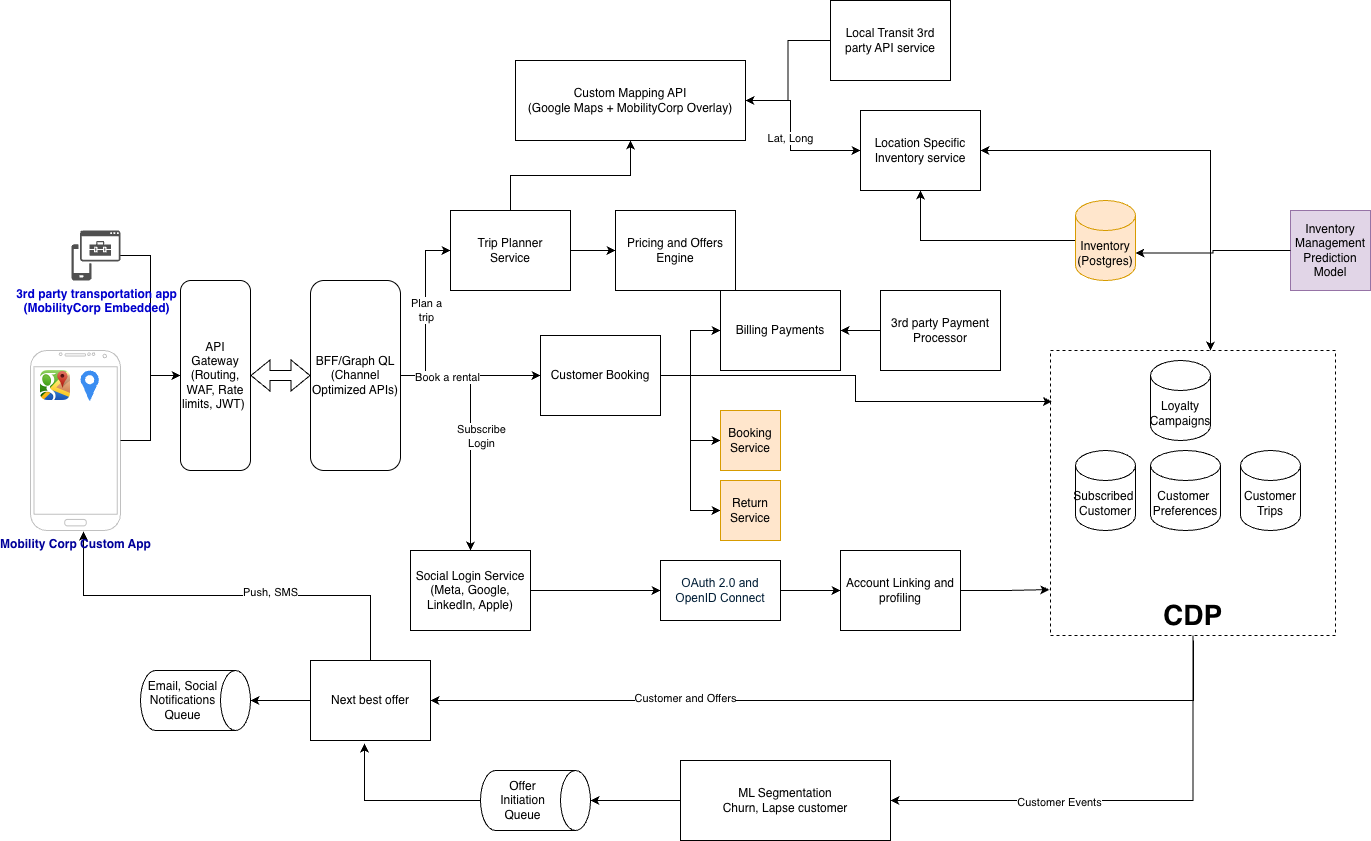 Local Transit 3rd
party API service
Custom Mapping API
(Google Maps + MobilityCorp Overlay)
Lat, Long
Location Specific
Inventory service
3rd party transportation app
(MobilityCorp Embedded)
Trip Planner
Service
Pricing and Offers
Engine
Inventory
(Postgres)
Inventory
Management
Prediction
Model
Plan a
trip
Billing Payments
3rd party Payment
Processor
API
Gateway
(Routing,
WAF, Rate
limits, JWT)
BFF/Graph QL
(Channel
Optimized APIs)
Book a rental
Customer Booking
Loyalty
Campaigns
Subscribe
Login
Booking
Service
Return
Service
Subscribed
Customer
Customer
Preferences
Customer
Trips
Mobility Corp Custom App
Social Login Service
(Meta, Google,
LinkedIn, Apple)
OAuth 2.0 and
OpenID Connect
Account Linking and
profiling
CDP
Push, SMS
Email, Social
Notifications
Queue
Next best offer
Customer and Offers
Offer
Initiation
Queue
ML Segmentation
Churn, Lapse customer
Customer Events